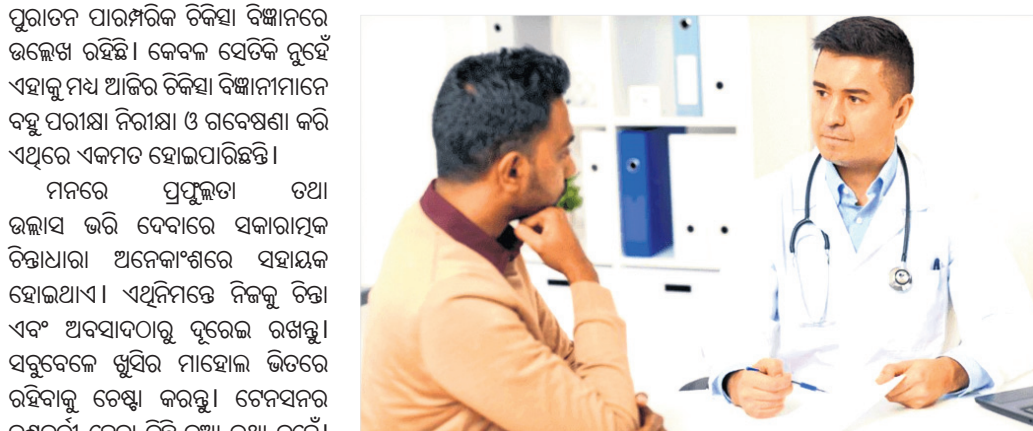 ପୁରାତନ ପାରମ୍ପରିକ ଚିକିତ୍ସା ବିଜ୍ଞାନରେ
ଉଲ୍ଲେଖ ରହିଛି। କେବଳ ସେତିକି ନୁହେଁ
ଏହାକୁ ମଧ୍ୟ ଆଜିର ଚିକିତ୍ସା ବିଜ୍ଞାନୀମାନେ
ବହୁ ପରୀକ୍ଷା ନିରୀକ୍ଷା ଓ ଗବେଷଣା କରି
ଏଥିରେ ଏକମତ ହୋଇପାରିଛନ୍ତି।
ମନରେ ପ୍ରଫୁଲ୍ଲତା ତଥା
ଉଲ୍ଲାସ ଭରି ଦେବାରେ ସକାରାତ୍ମକ
ଚିନ୍ତାଧାରା ଅନେକାଂଶରେ ସହାୟକ
ହୋଇଥାଏ। ଏଥିନିମନ୍ତେ ନିଜକୁ ଚିନ୍ତା
ଏବଂ ଅବସାଦଠାରୁ ଦୂରେଇ ରଖନ୍ତୁ।
ସବୁବେଳେ ଖୁସିର ମାହୋଲ ଭିତରେ
ରହିବାକୁ ଚେଷ୍ଟା କରନ୍ତୁ। ଟେନସନର